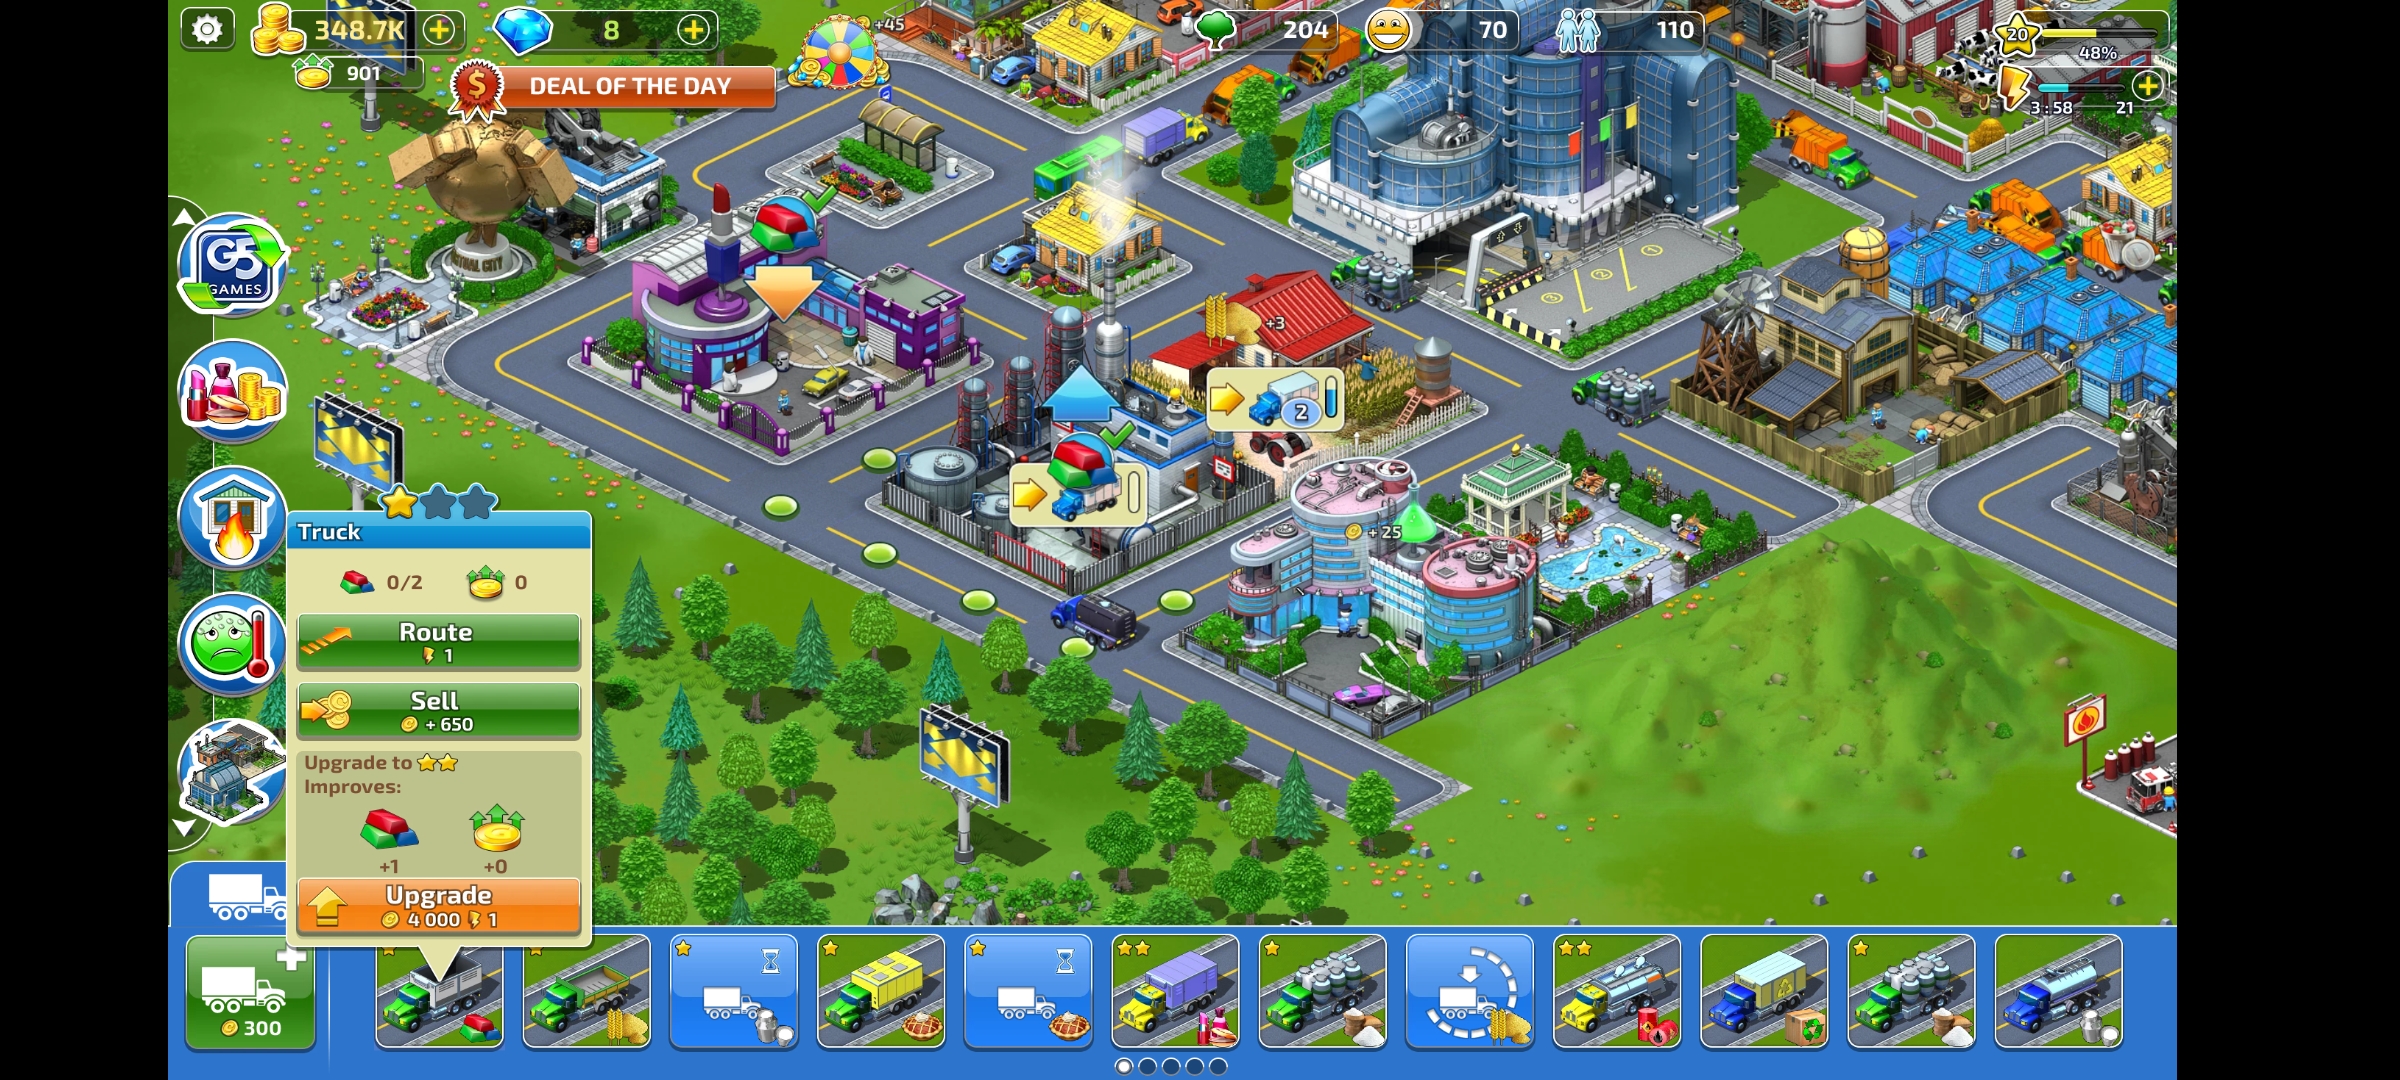 348.7K
8
+45
204
70
110
20
48%
901
DEAL OF THE DAY
3:58
21
G5
GAMES
+3
2
+25
Truck
0/2
0
Route
1
Sell
+ 650
Upgrade to
Improves:
+1
+0
Upgrade
4 000
1
300